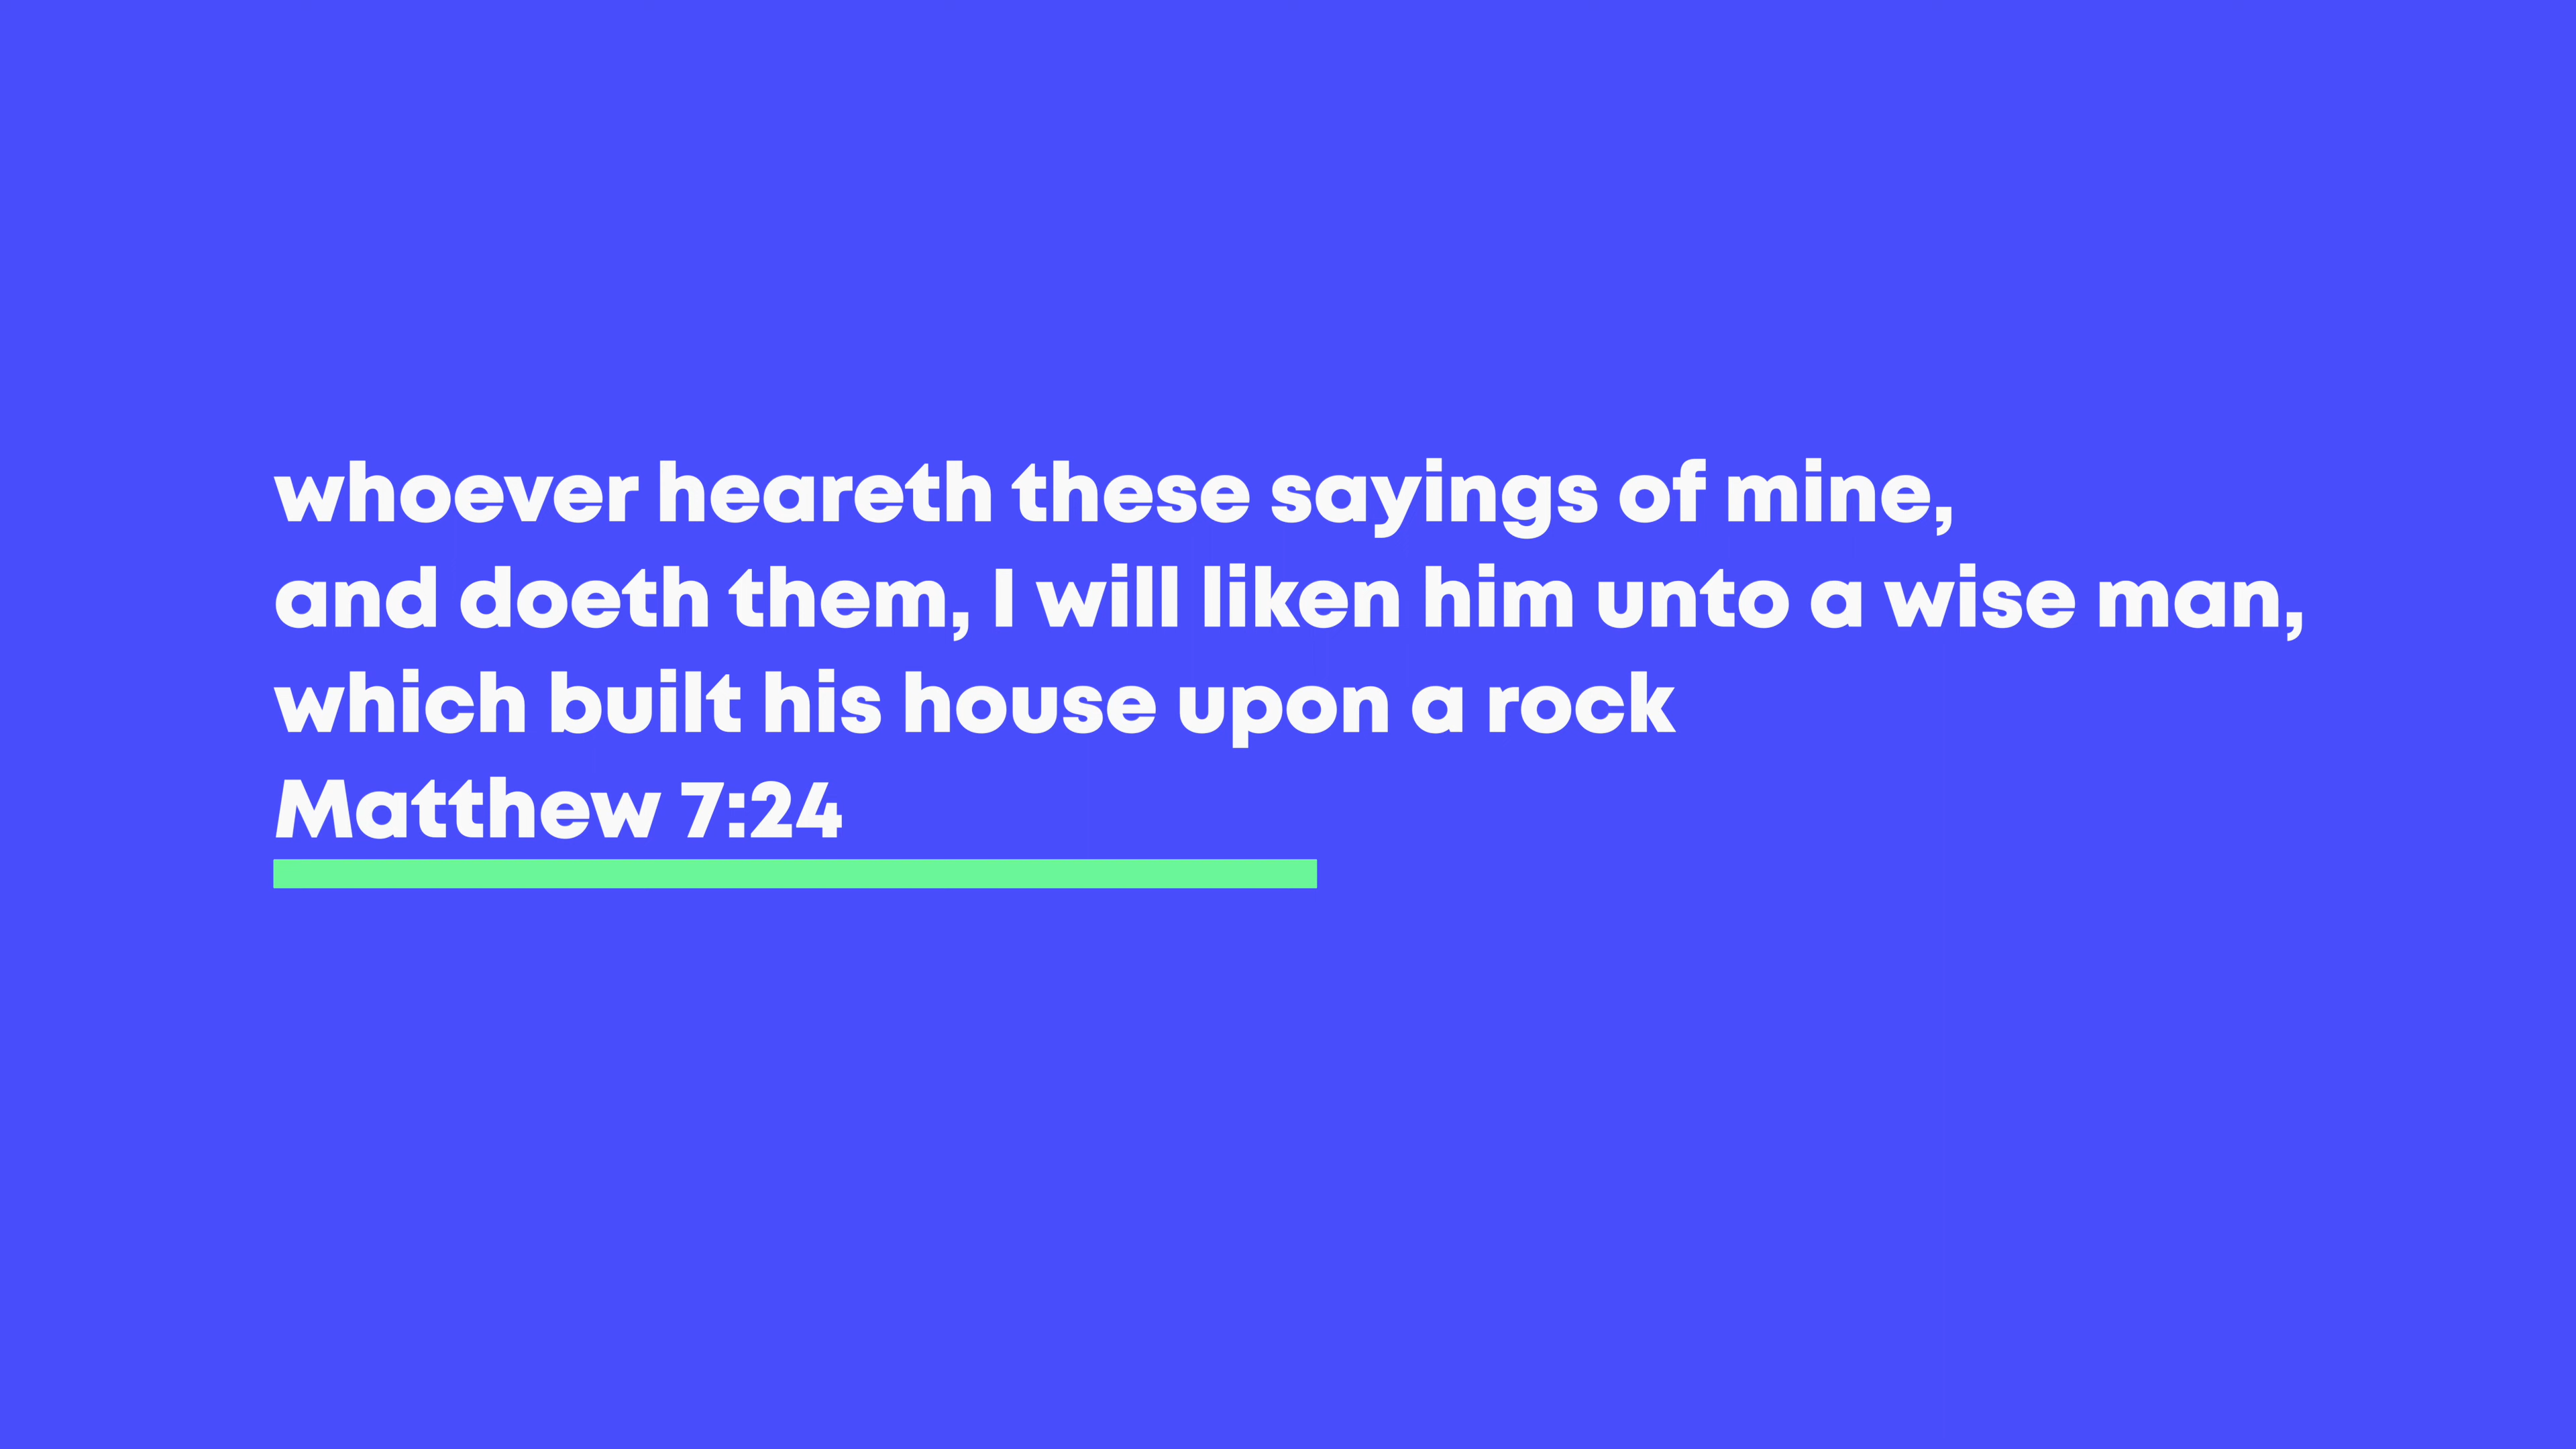 whoever heareth these sayings of mine,
and doeth them, I will liken him unto a wise man,
which built his house upon a rock
Matthew 7:24